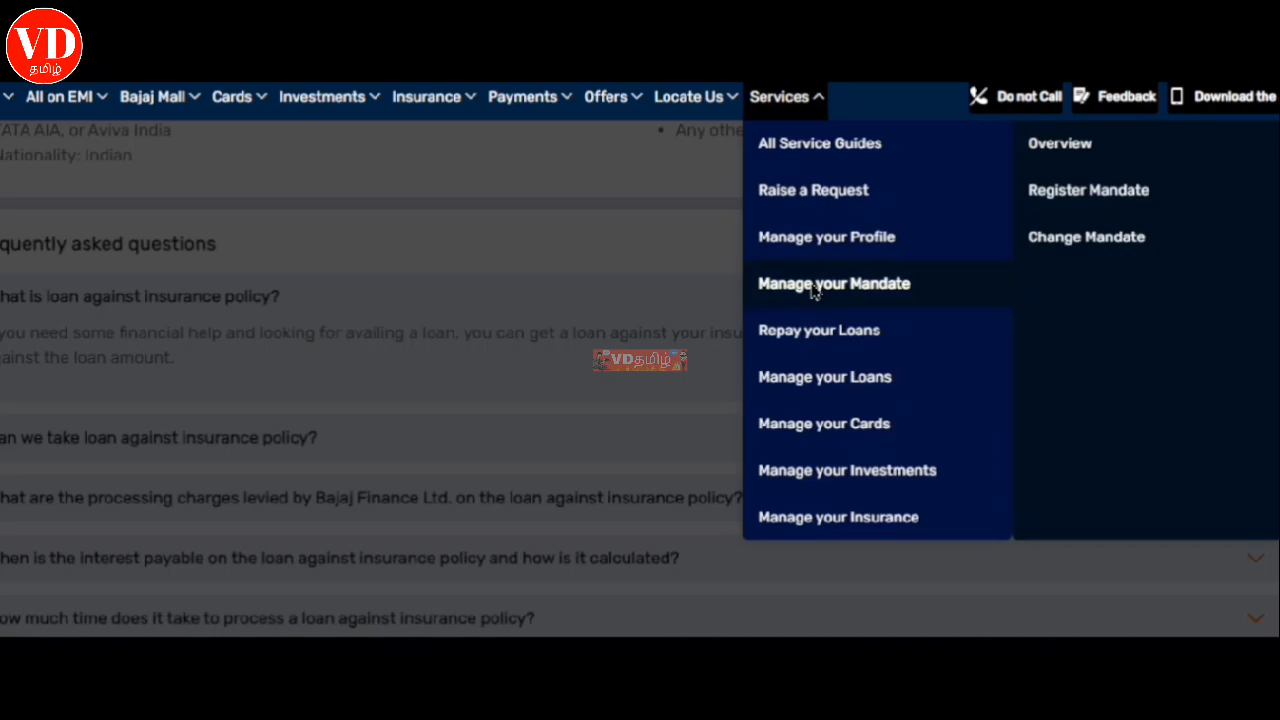 VD
தமிழ்
All on EMI Bajaj Mall Cards Investments Insurance Payments Offers Locate Us Services Do not Call Feedback Download the
ATA AIA, or Aviva India
Any othe
ationality: Indian
quently asked questions
hat is loan against insurance policy?
you need some financial help and looking for availing a loan, you can get a loan against your insu
ainst the loan amount.
an we take loan against insurance policy?
hat are the processing charges levied by Bajaj Finance Ltd. on the loan against insurance policy?
hen is the interest payable on the loan against insurance policy and how is it calculated?
ow much time does it take to process a loan against insurance policy?
VDதமிழ்
All Service Guides
Raise a Request
Manage your Profile
Manage your Mandate
Repay your Loans
Manage your Loans
Manage your Cards
Manage your Investments
Manage your Insurance
Overview
Register Mandate
Change Mandate